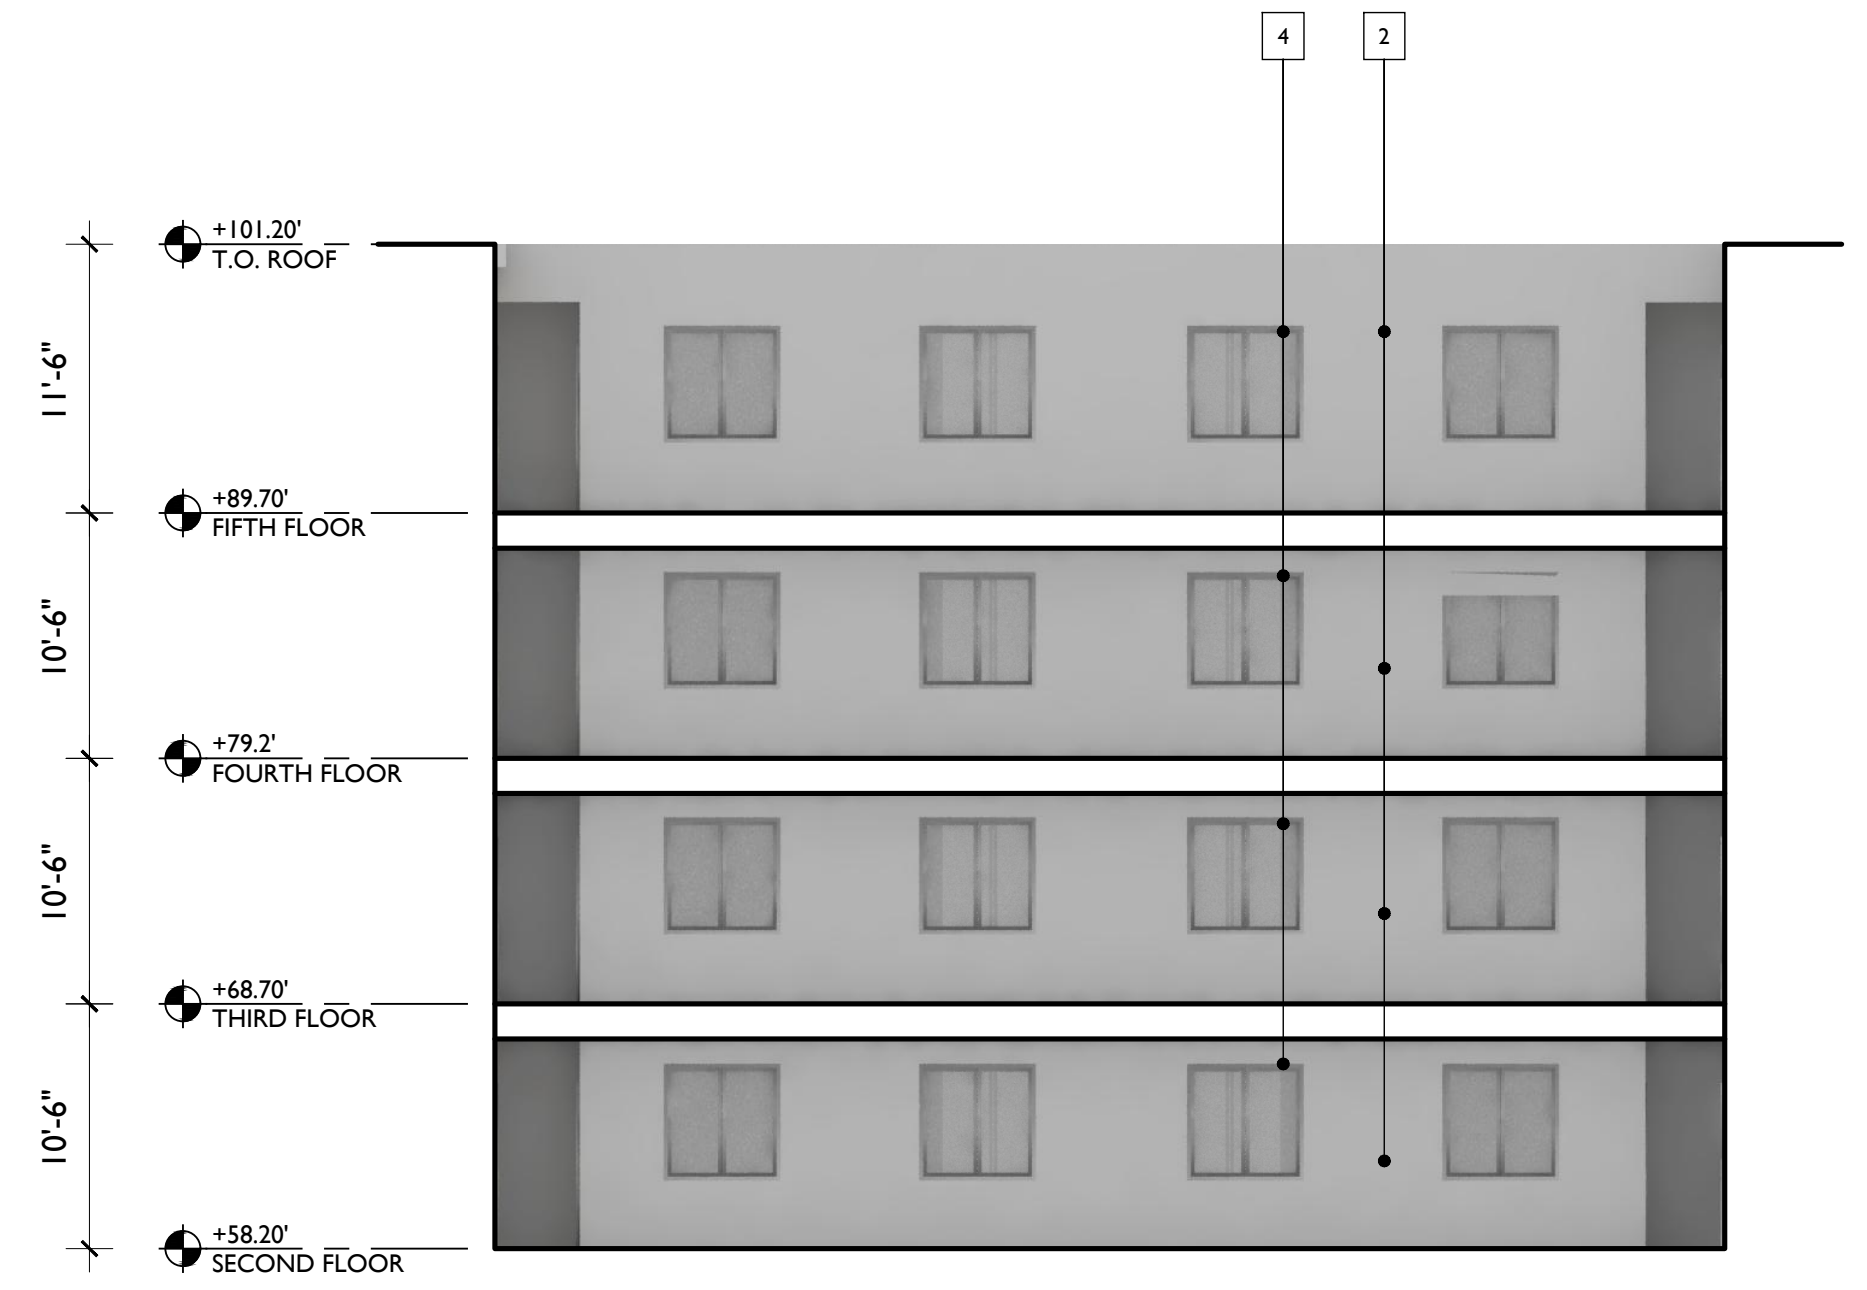 4
2
+101.20'
T.O. ROOF
11'-6"
+89.70'
FIFTH FLOOR
10'-6"
+79.2'
FOURTH FLOOR
10'-6"
+68.70'
THIRD FLOOR
10'-6"
+58.20'
SECOND FLOOR